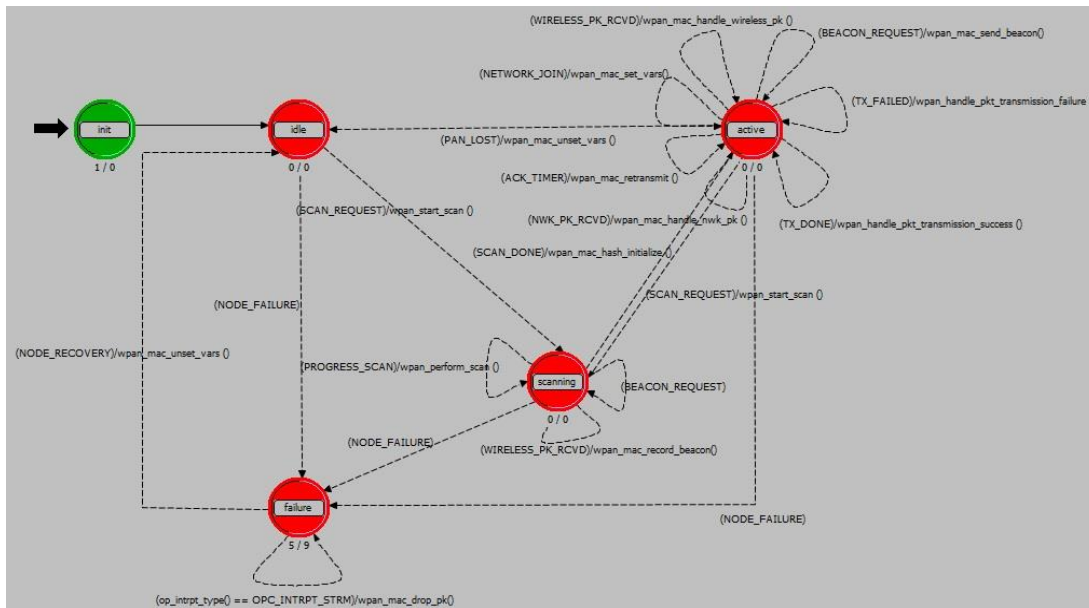 (WIRELESS_PK_RCVD)/wpan_mac_handle_wireless_pk ()
(BEACON_REQUEST)/wpan_mac_send_beacon()
(NETWORK_JOIN)/wpan_mac_set_vars()
(TX_FAILED)/wpan_handle_pkt_transmission_failure
init
idle
active
(PAN_LOST)/wpan_mac_unset_vars ()
1 / 0
0 / 0
0 / 0
(ACK_TIMER)/wpan_mac_retransmit ()
(SCAN_REQUEST)/wpan_start_scan ()
(NWK_PK_RCVD)/wpan_mac_handle_nwk_pk ()
(TX_DONE)/wpan_handle_pkt_transmission_success ()
(SCAN_DONE)/wpan_mac_hash_initialize ()
(SCAN_REQUEST)/wpan_start_scan ()
(NODE_FAILURE)
(NODE_RECOVERY)/wpan_mac_unset_vars ()
(PROGRESS_SCAN)/wpan_perform_scan ()
scanning
(BEACON_REQUEST)
0 / 0
(NODE_FAILURE)
(WIRELESS_PK_RCVD)/wpan_mac_record_beacon()
failure
(NODE_FAILURE)
5 / 9
(op_intrpt_type() == OPC_INTRPT_STRM)/wpan_mac_drop_pk()